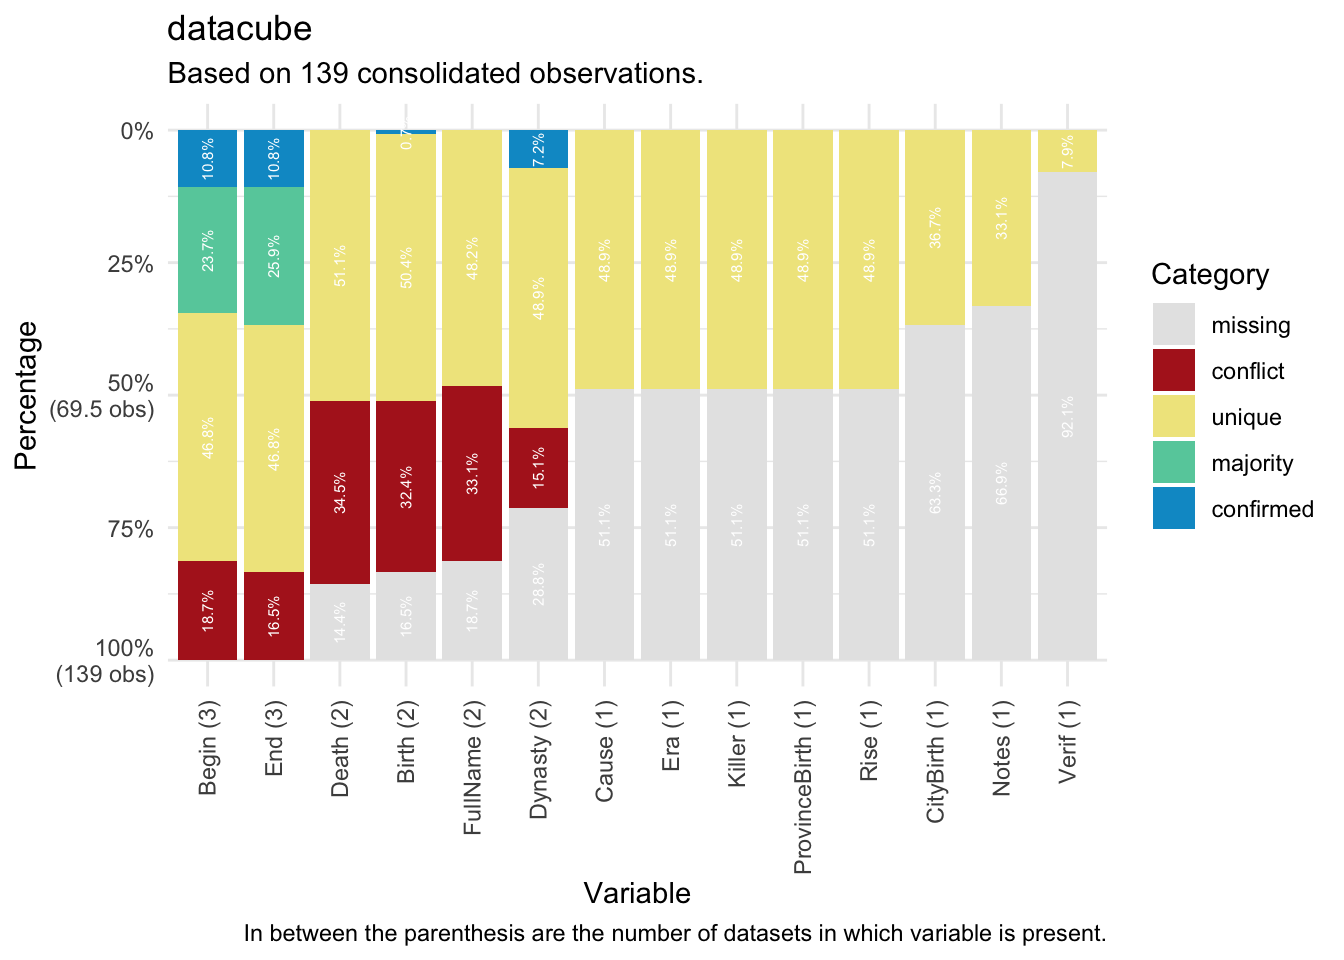 datacube
Based on 139 consolidated observations.
Percentage
0%
25%
50%
(69.5 obs)
75%
100%
(139 obs)
10.8%
23.7%
46.8%
18.7%
10.8%
25.9%
46.8%
16.5%
51.1%
34.5%
14.4%
0.7
50.4%
32.4%
16.5%
48.2%
33.1%
18.7%
7.2%
48.9%
15.1%
28.8%
48.9%
51.1%
48.9%
51.1%
48.9%
51.1%
48.9%
51.1%
48.9%
51.1%
36.7%
63.3%
33.1%
66.9%
7.9%
92.1%
Begin (3)
End (3)
Death (2)
Birth (2)
FullName (2)
Dynasty (2)
Cause (1)
Era (1)
Killer (1)
ProvinceBirth (1)
Rise (1)
CityBirth (1)
Notes (1)
Verif (1)
Variable
Category
missing
conflict
unique
majority
confirmed
In between the parenthesis are the number of datasets in which variable is present.